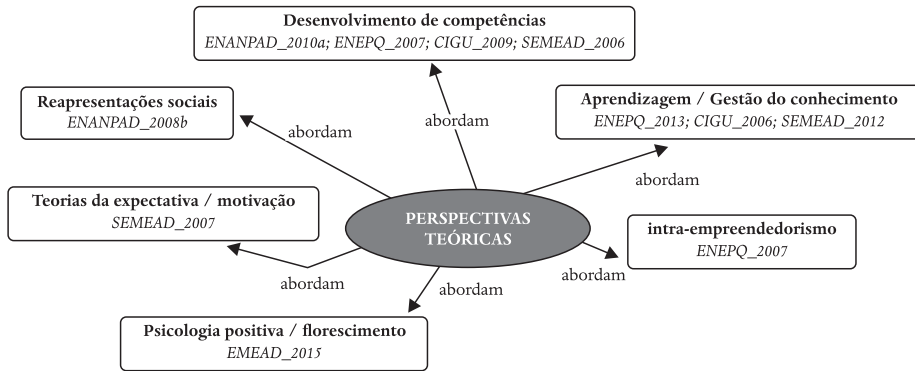 Desenvolvimento de competências
ENANPAD_2010a; ENEPQ_2007; CIGU_2009; SEMEAD_2006
Reapresentações sociais
ENANPAD_2008b
Aprendizagem / Gestão do conhecimento
ENEPQ_2013; CIGU_2006; SEMEAD_2012
abordam
abordam
abordam
Teorias da expectativa / motivação
SEMEAD_2007
PERSPECTIVAS
TEÓRICAS
intra-empreendedorismo
ENEPQ_2007
abordam
abordam
abordam
Psicologia positiva / florescimento
EMEAD_2015